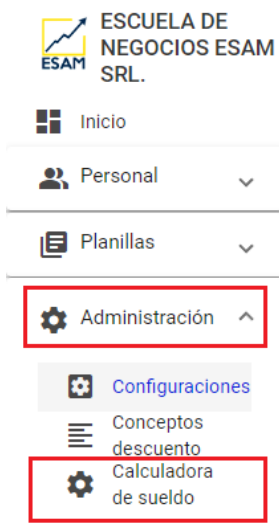 ESCUELA DE
NEGOCIOS ESAM
SRL.
ESAM
Inicio
Personal
Planillas
Administración
Configuraciones
Conceptos
descuento
Calculadora
de sueldo